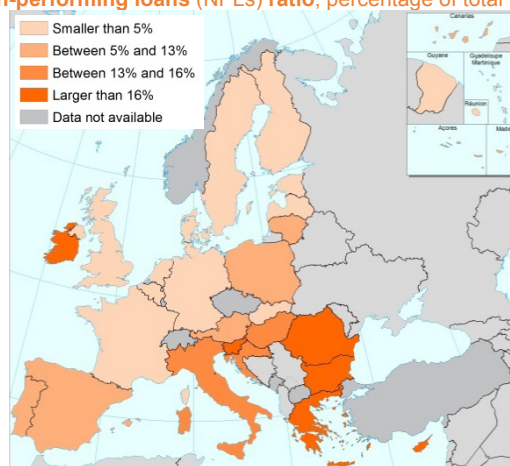 -performing loans (NPLs) ratio, percentage of total
Smaller than 5%
Between 5% and 13%
Between 13% and 16%
Larger than 16%
Data not available
Canarias
Guyana
Guadeloupe
Martinique
Réunion
Açores